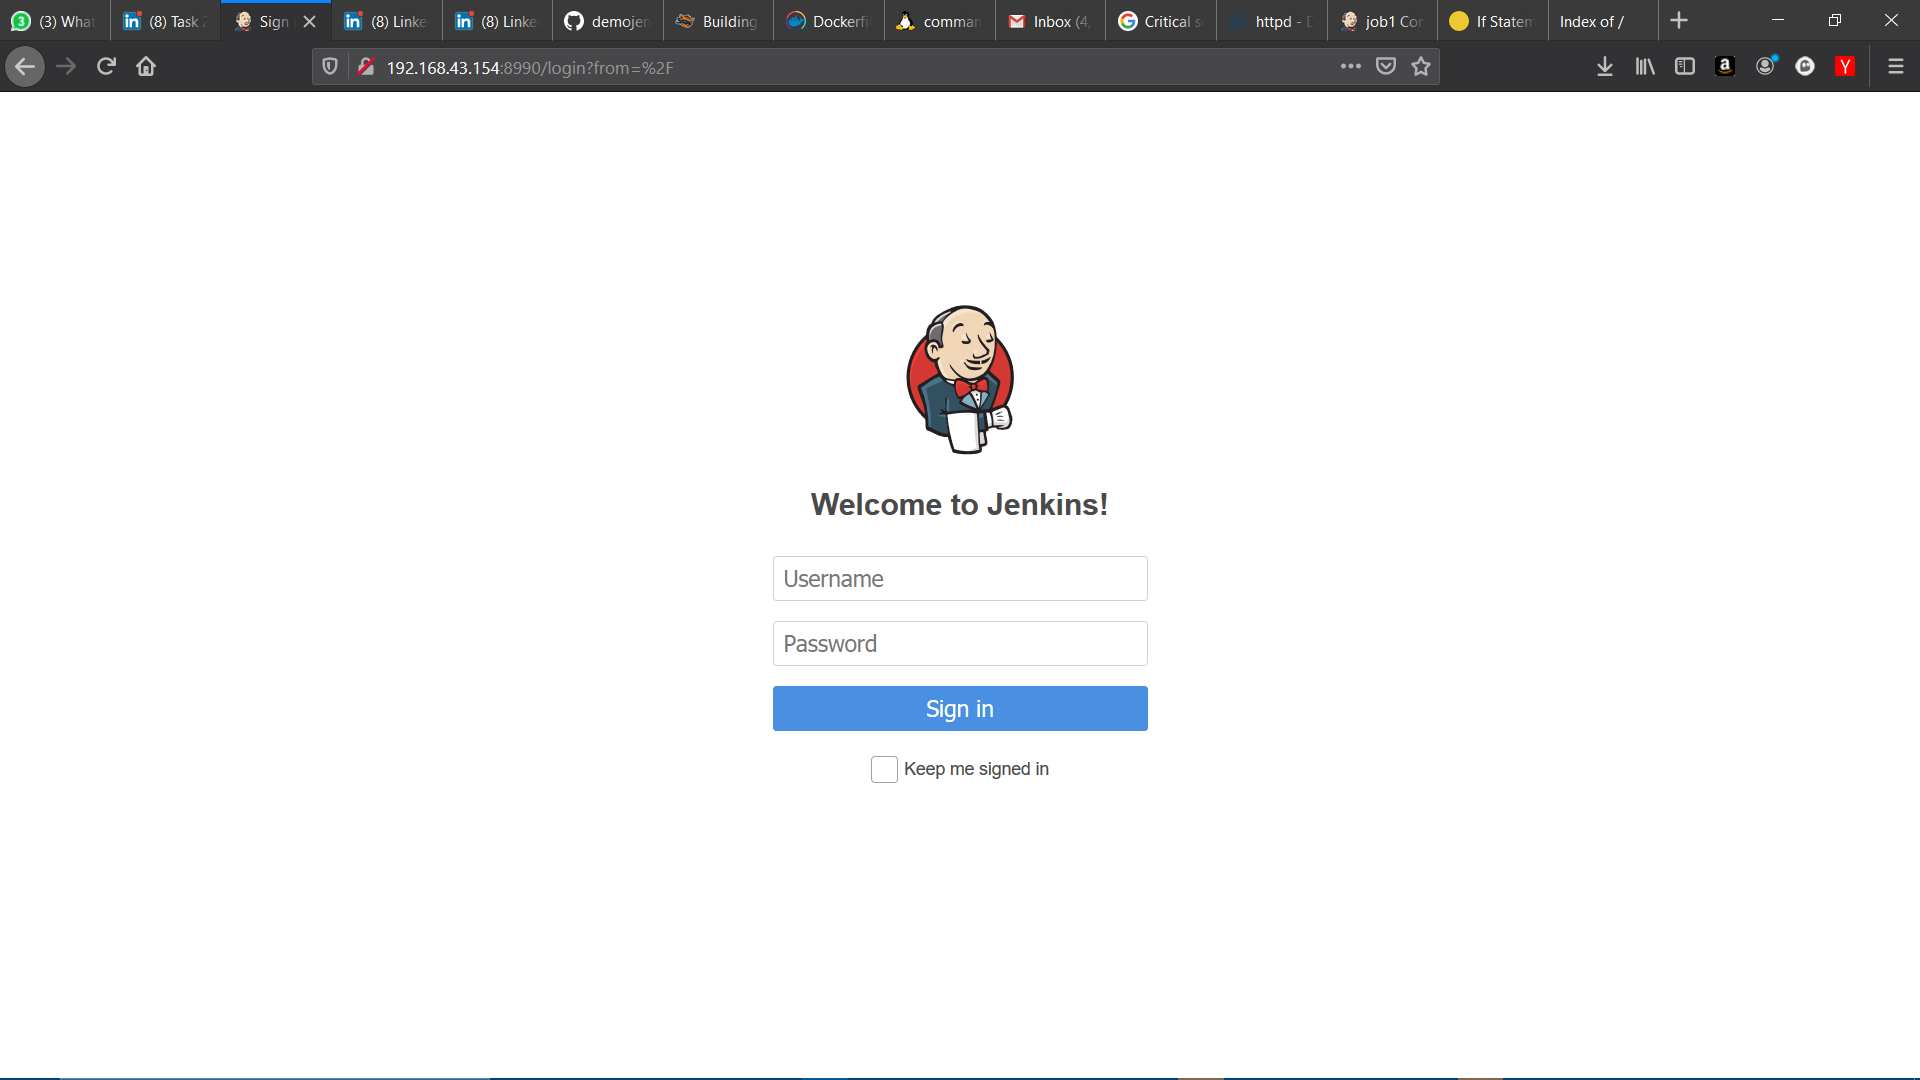 (3) What
(8) Task 2
Sign
(8) Linke
(8) Linke
demojen
Building
Dockerfi
comman
Inbox (4,
Critical s
httpd - D
job1 Con
If Statem
Index of /
192.168.43.154:8990/login?from=%2F
Welcome to Jenkins!
Username
Password
Sign in
Keep me signed in